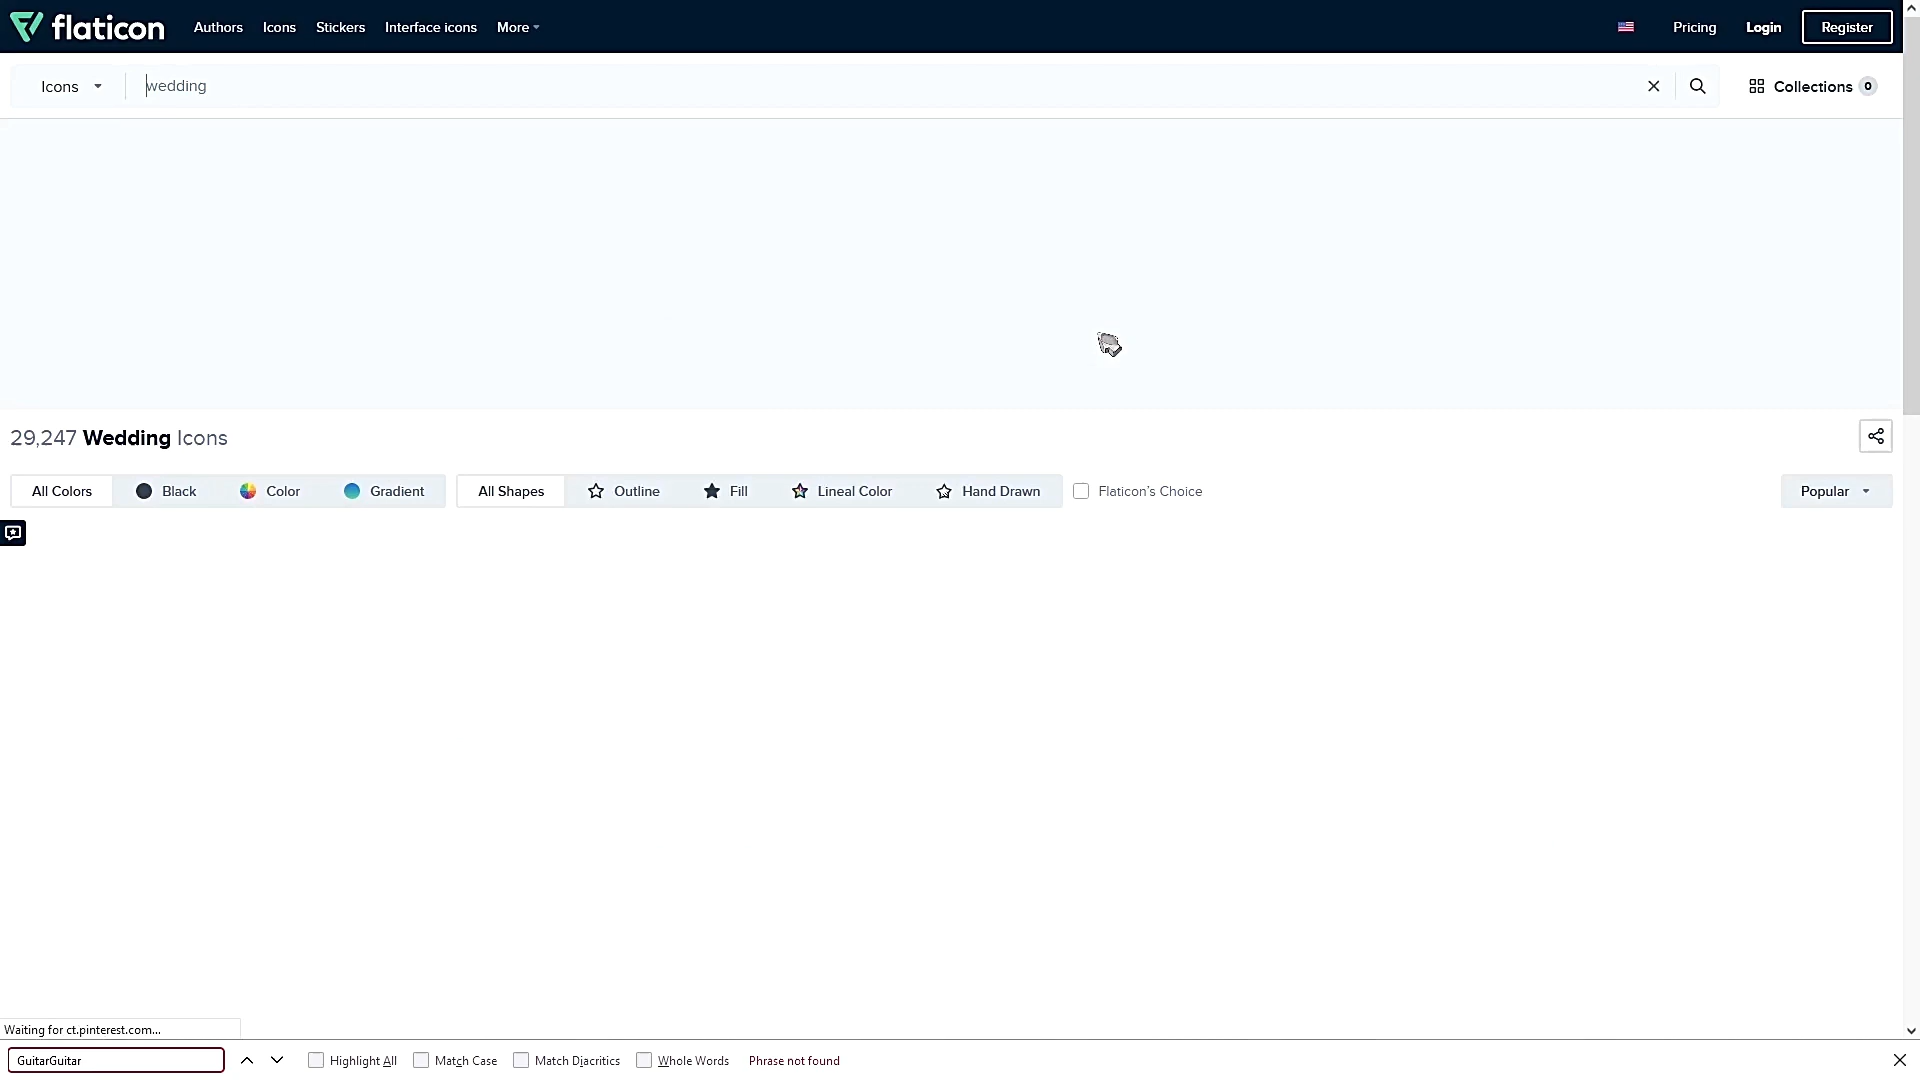 flaticon Authors Icons Stickers Interface icons More Pricing Login Register
Icons wedding Collections 0
29,247 Wedding Icons
All Colors Black Color Gradient All Shapes Outline Fill Lineal Color Hand Drawn Flaticon's Choice Popular
Waiting for ct.pinterest.com...
GuitarGuitar Highlight All Match Case Match Diacritics Whole Words Phrase not found